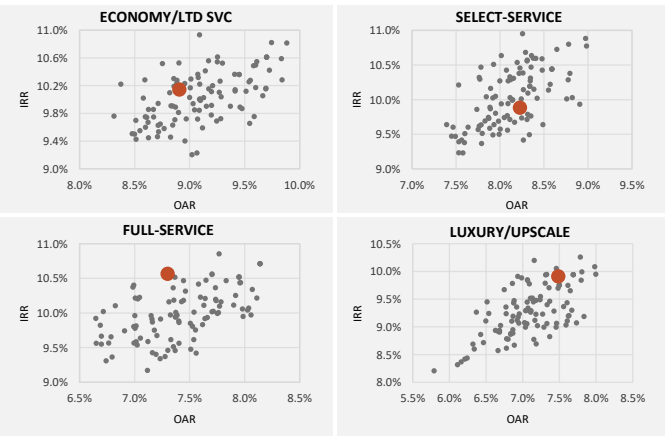 ECONOMY/LTD SVC
11.0%
10.6%
10.2%
9.8%
9.4%
9.0%
IRR
8.0% 8.5% 9.0% 9.5% 10.0%
OAR
SELECT-SERVICE
11.0%
10.5%
10.0%
9.5%
9.0%
IRR
7.0% 7.5% 8.0% 8.5% 9.0% 9.5%
OAR
FULL-SERVICE
11.0%
10.5%
10.0%
9.5%
9.0%
IRR
6.5% 7.0% 7.5% 8.0% 8.5%
OAR
LUXURY/UPSCALE
10.5%
10.0%
9.5%
9.0%
8.5%
8.0%
IRR
5.5% 6.0% 6.5% 7.0% 7.5% 8.0% 8.5%
OAR